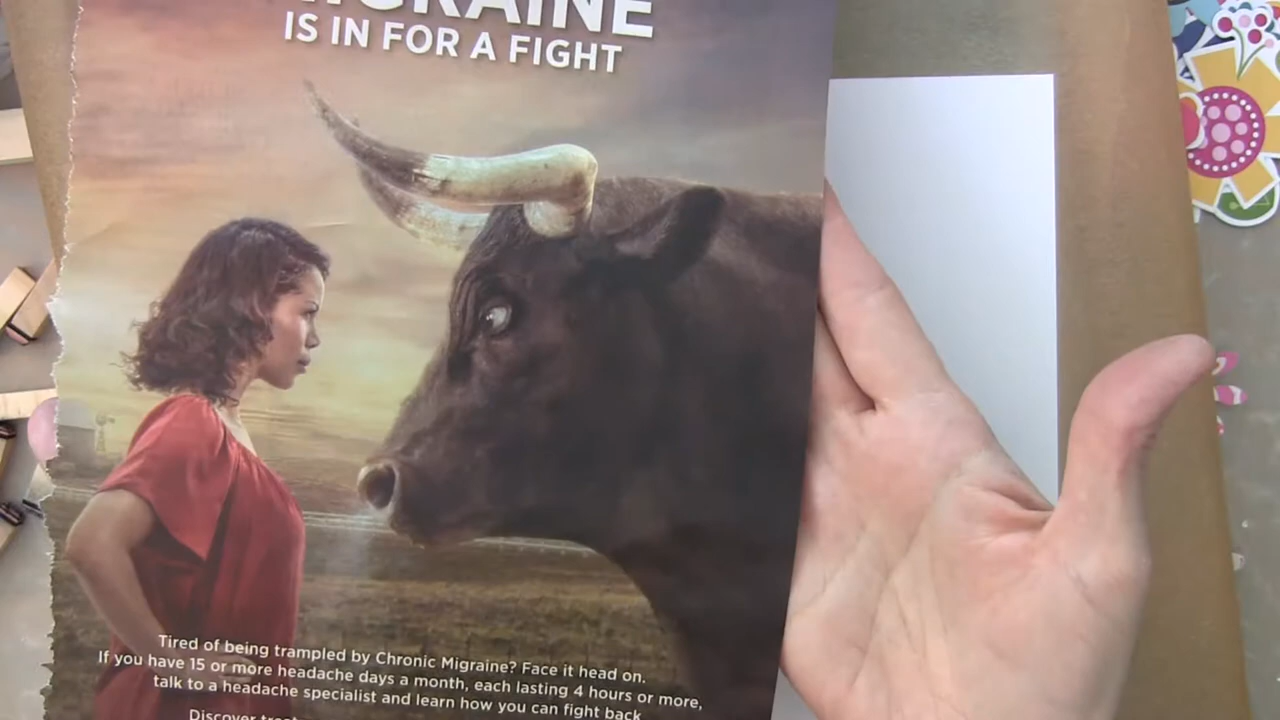 MIGRAINE
IS IN FOR A FIGHT
Tired of being trampled by Chronic Migraine? Face it head on.
If you have 15 or more headache days a month, each lasting 4 hours or more,
talk to a headache specialist and learn how you can fight back
Discover